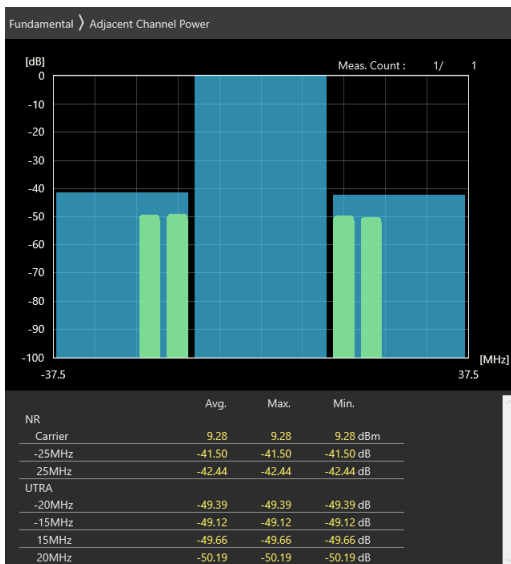 Fundamental 〉 Adjacent Channel Power
[dB]
Meas. Count : 1/ 1
0
-10
-20
-30
-40
-50
-60
-70
-80
-90
-100
[MHz]
-37.5 37.5
Avg. Max. Min.
NR
Carrier 9.28 9.28 9.28 dBm
-25MHz -41.50 -41.50 -41.50 dB
25MHz -42.44 -42.44 -42.44 dB
UTRA
-20MHz -49.39 -49.39 -49.39 dB
-15MHz -49.12 -49.12 -49.12 dB
15MHz -49.66 -49.66 -49.66 dB
20MHz -50.19 -50.19 -50.19 dB